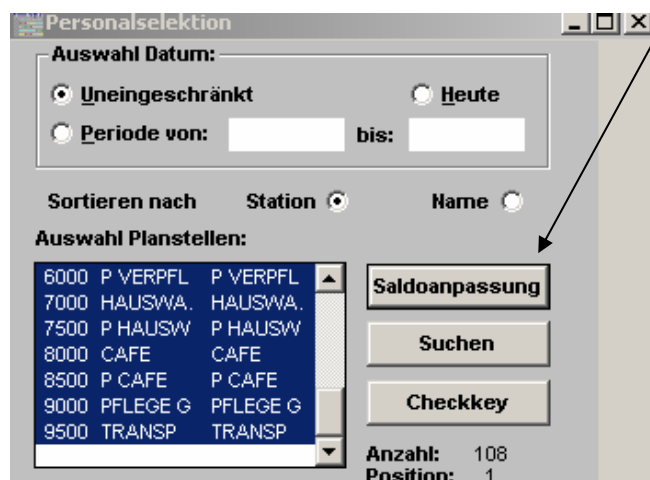 Personalselektion
Auswahl Datum:
Uneingeschränkt Heute
Periode von: bis:
Sortieren nach Station Name
Auswahl Planstellen:
6000 P VERPFL P VERPFL
7000 HAUSWA. HAUSWA.
7500 P HAUSW P HAUSW
8000 CAFE CAFE
8500 P CAFE P CAFE
9000 PFLEGE G PFLEGE G
9500 TRANSP TRANSP
Saldoanpassung
Suchen
Checkkey
Anzahl: 108
Position: 1